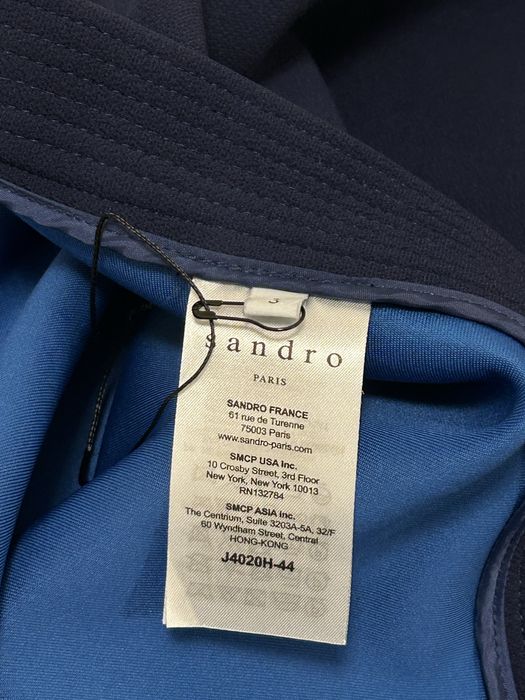 sandro
PARIS
SANDRO FRANCE
61 rue de Turenne
75003 Paris
www.sandro-paris.com
SMCP USA Inc.
10 Crosby Street, 3rd Floor
New York, New York 10013
RN132784
SMCP ASIA Inc.
The Centrium, Suite 3203A-5A, 32/F
60 Wyndham Street, Central
HONG-KONG
J4020H-44